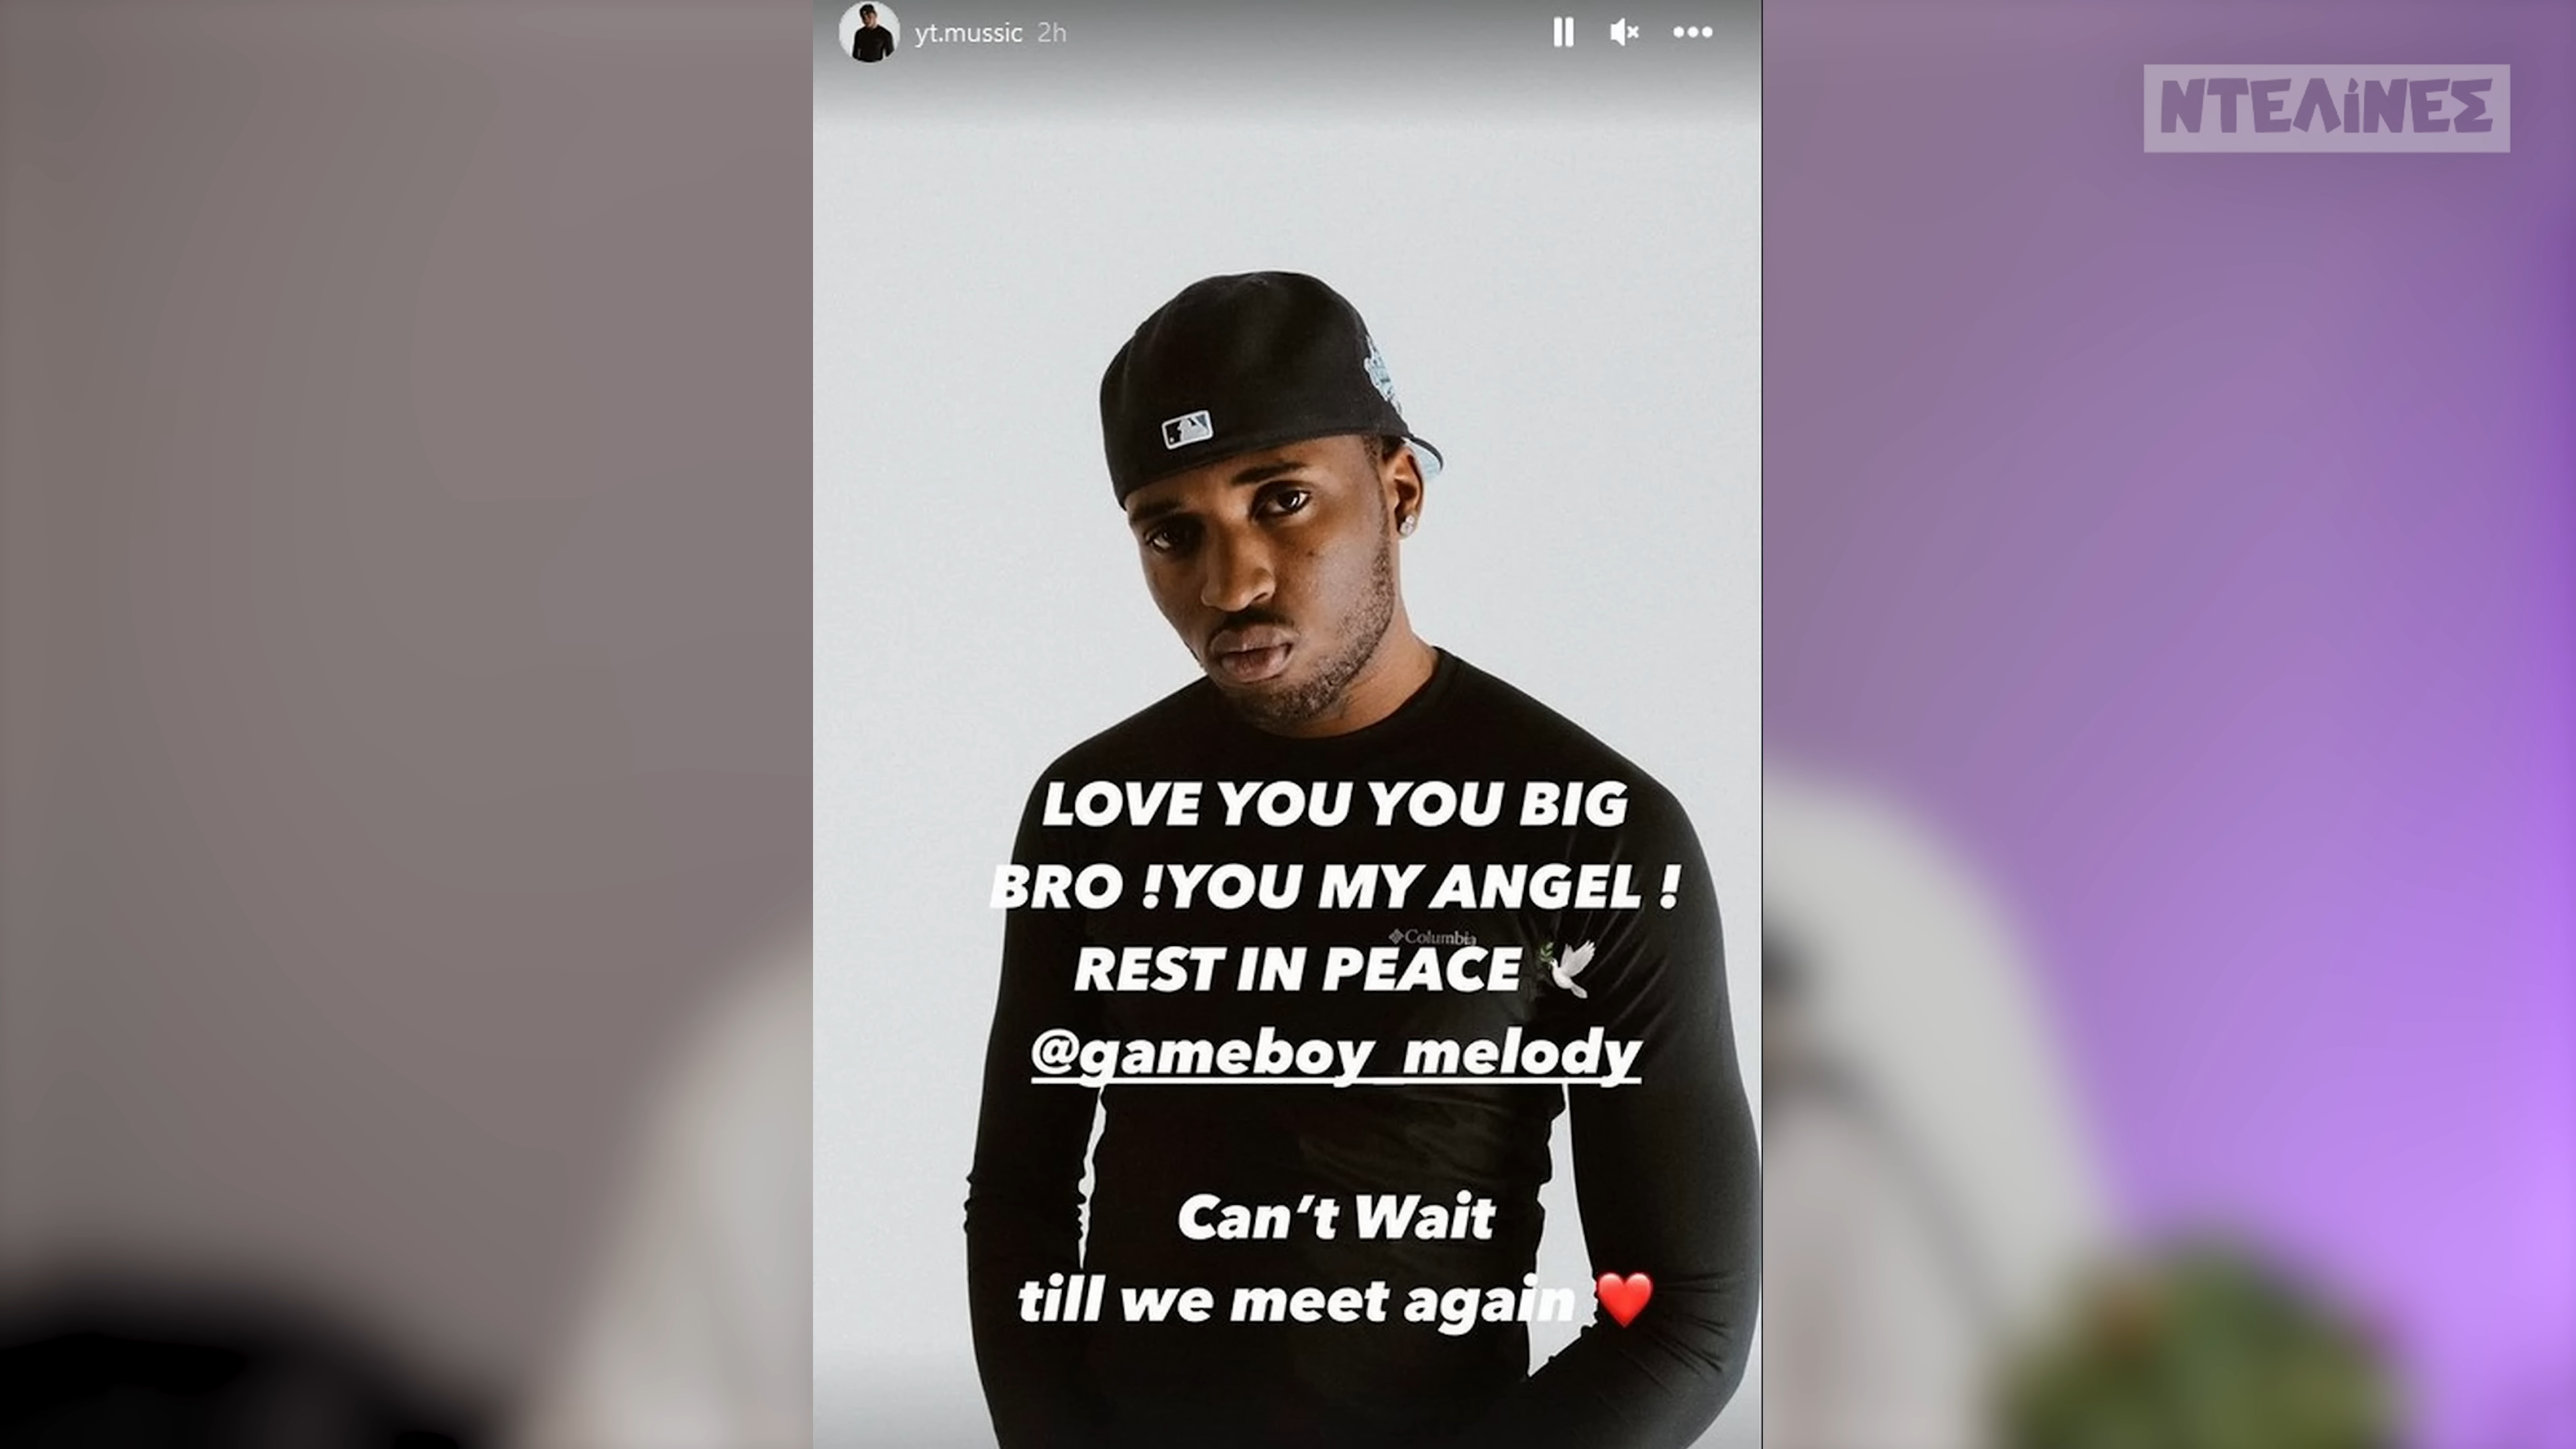 yt.mussic 2h
ΝΤΕΛίΝΕΣ
LOVE YOU YOU BIG
BRO !YOU MY ANGEL !
Columbia
REST IN PEACE 🕊️
@gameboy_melody
Can't Wait
till we meet again ❤️